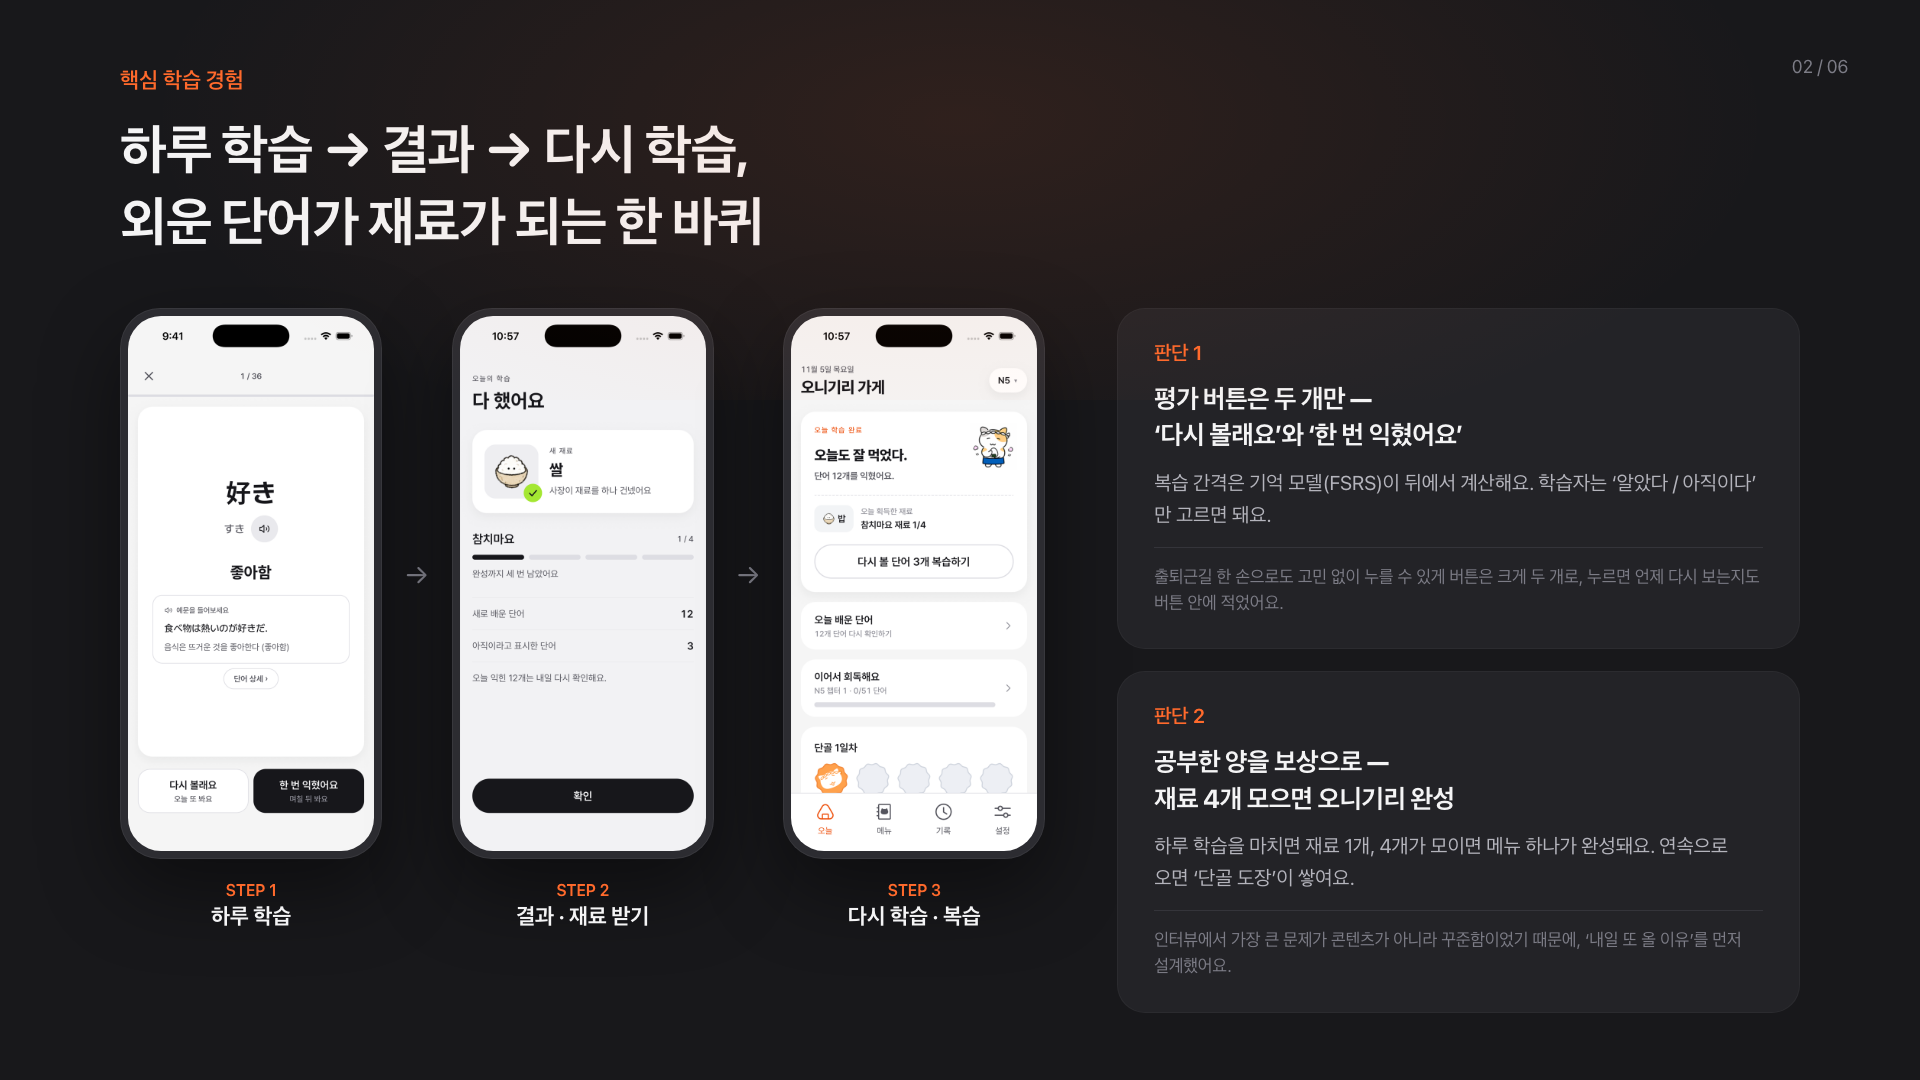 핵심 학습 경험
02 / 06
하루 학습 → 결과 → 다시 학습,
외운 단어가 재료가 되는 한 바퀴
9:41
1 / 36
好き
すき
좋아함
예문을 들어보세요
食べ物は熱いのが好きだ.
음식은 뜨거운 것을 좋아한다 (좋아함)
단어 상세 ›
다시 볼래요
오늘 또 봐요
한 번 익혔어요
며칠 뒤 봐요
STEP 1
하루 학습
10:57
오늘의 학습
다 했어요
새 재료
쌀
사장이 재료를 하나 건넸어요
참치마요
1 / 4
완성까지 세 번 남았어요
새로 배운 단어
12
아직이라고 표시한 단어
3
오늘 익힌 12개는 내일 다시 확인해요.
확인
STEP 2
결과 · 재료 받기
10:57
11월 5일 목요일
오니기리 가게
N5
오늘 학습 완료
오늘도 잘 먹었다.
단어 12개를 익혔어요.
밥
오늘 획득한 재료
참치마요 재료 1/4
다시 볼 단어 3개 복습하기
오늘 배운 단어
12개 단어 다시 확인하기
이어서 회독해요
N5 챕터 1 · 0/51 단어
단골 1일차
오늘
메뉴
기록
설정
STEP 3
다시 학습 · 복습
판단 1
평가 버튼은 두 개만 —
‘다시 볼래요’와 ‘한 번 익혔어요’
복습 간격은 기억 모델(FSRS)이 뒤에서 계산해요. 학습자는 ‘알았다 / 아직이다’
만 고르면 돼요.
출퇴근길 한 손으로도 고민 없이 누를 수 있게 버튼은 크게 두 개로, 누르면 언제 다시 보는지도
버튼 안에 적었어요.
판단 2
공부한 양을 보상으로 —
재료 4개 모으면 오니기리 완성
하루 학습을 마치면 재료 1개, 4개가 모이면 메뉴 하나가 완성돼요. 연속으로
오면 ‘단골 도장’이 쌓여요.
인터뷰에서 가장 큰 문제가 콘텐츠가 아니라 꾸준함이었기 때문에, ‘내일 또 올 이유’를 먼저
설계했어요.